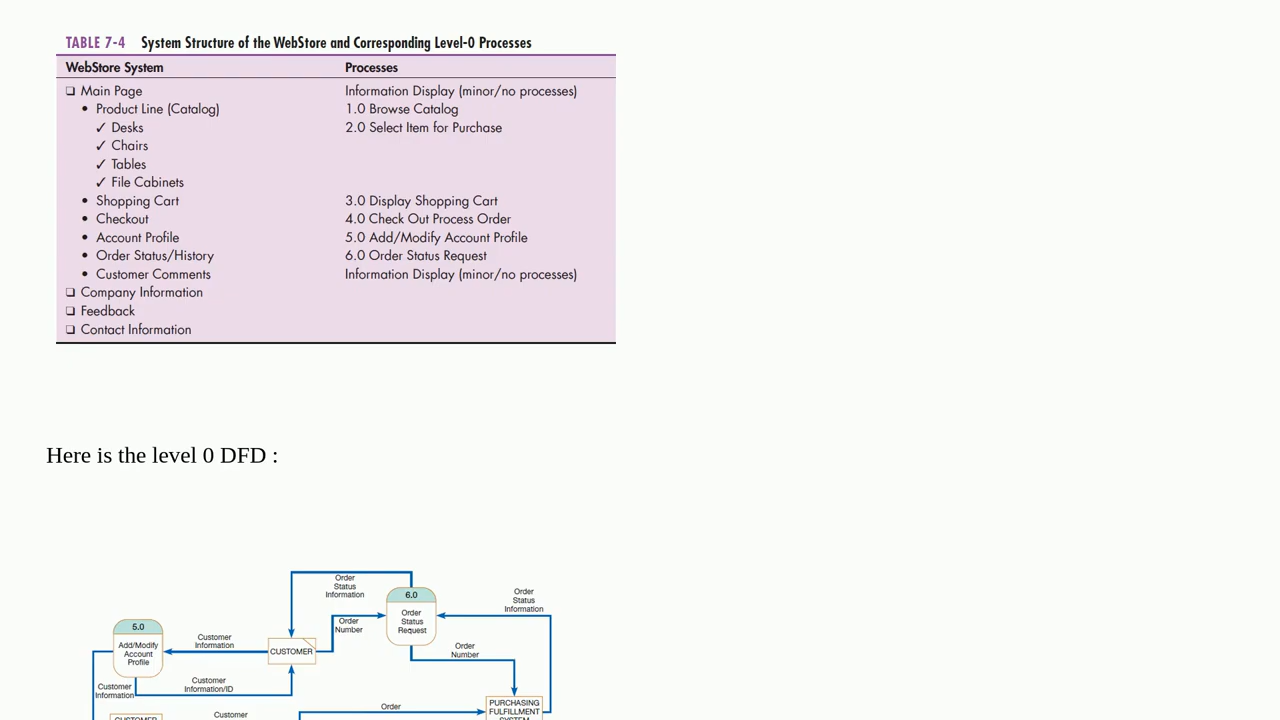 TABLE 7-4 System Structure of the WebStore and Corresponding Level-0 Processes
WebStore System Processes
❑ Main Page Information Display (minor/no processes)
• Product Line (Catalog) 1.0 Browse Catalog
✓ Desks 2.0 Select Item for Purchase
✓ Chairs
✓ Tables
✓ File Cabinets
• Shopping Cart 3.0 Display Shopping Cart
• Checkout 4.0 Check Out Process Order
• Account Profile 5.0 Add/Modify Account Profile
• Order Status/History 6.0 Order Status Request
• Customer Comments Information Display (minor/no processes)
❑ Company Information
❑ Feedback
❑ Contact Information
Here is the level 0 DFD :
Order
Status
Information
6.0
Order
Status
Request
Order
Status
Information
Order
Number
5.0
Add/Modify
Account
Profile
Customer
Information
CUSTOMER
Order
Number
Customer
Information/ID
Customer
Information
PURCHASING
FULFILLMENT
SYSTEM
Order
Customer
CUSTOMER